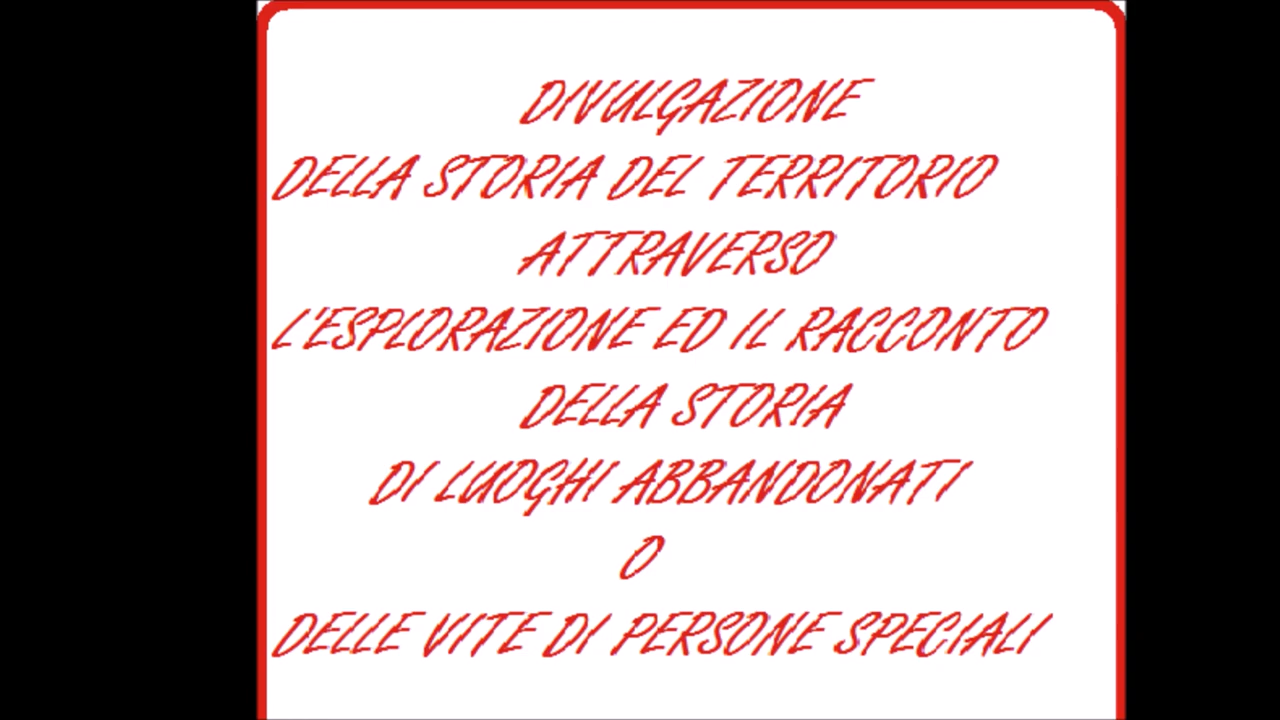 DIVULGAZIONE
DELLA STORIA DEL TERRITORIO
ATTRAVERSO
L'ESPLORAZIONE ED IL RACCONTO
DELLA STORIA
DI LUOGHI ABBANDONATI
O
DELLE VITE DI PERSONE SPECIALI